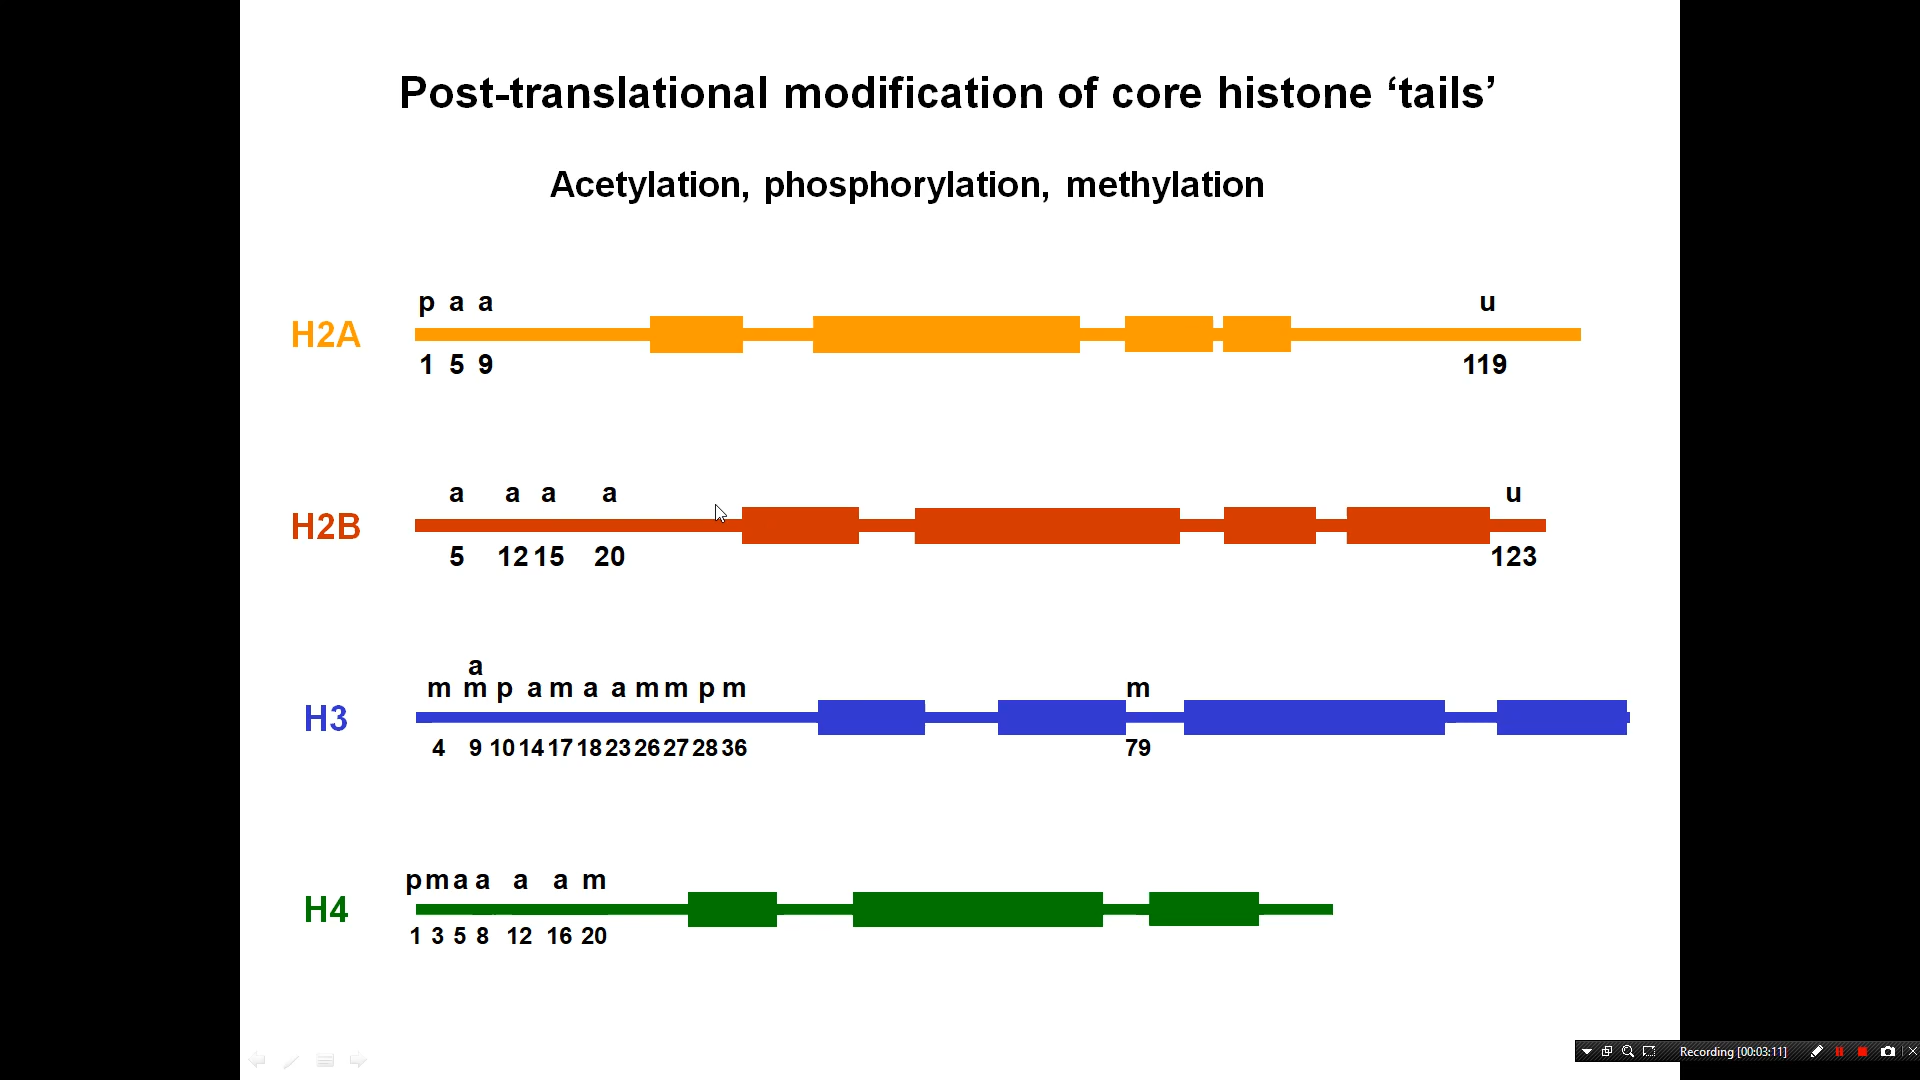 Post-translational modification of core histone ‘tails’
Acetylation, phosphorylation, methylation
p a a u
H2A
1 5 9 119
a a a a u
H2B
5 12 15 20 123
a
m m p a m a a m m p m m
H3
4 9 10 14 17 18 23 26 27 28 36 79
p m a a a a m
H4
1 3 5 8 12 16 20
Recording [00:03:11]